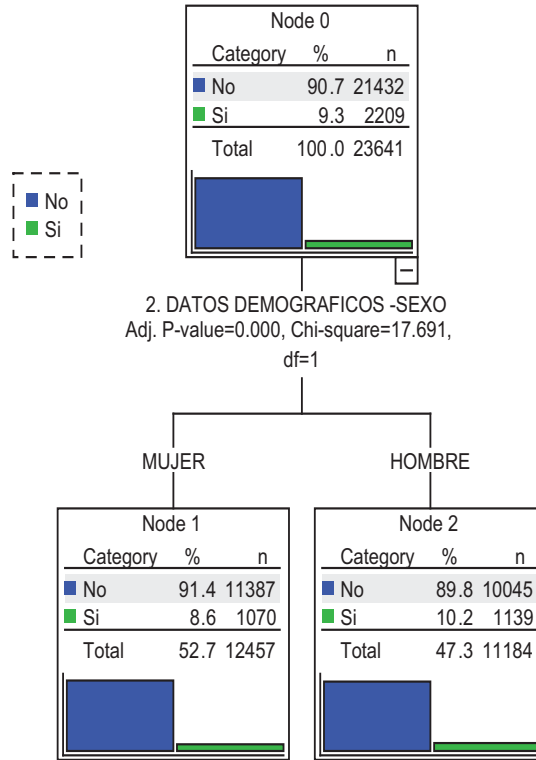 Node 0
Category % n
No 90.7 21432
Si 9.3 2209
Total 100.0 23641
No
Si
2. DATOS DEMOGRAFICOS -SEXO
Adj. P-value=0.000, Chi-square=17.691,
df=1
MUJER
HOMBRE
Node 1
Category % n
No 91.4 11387
Si 8.6 1070
Total 52.7 12457
Node 2
Category % n
No 89.8 10045
Si 10.2 1139
Total 47.3 11184